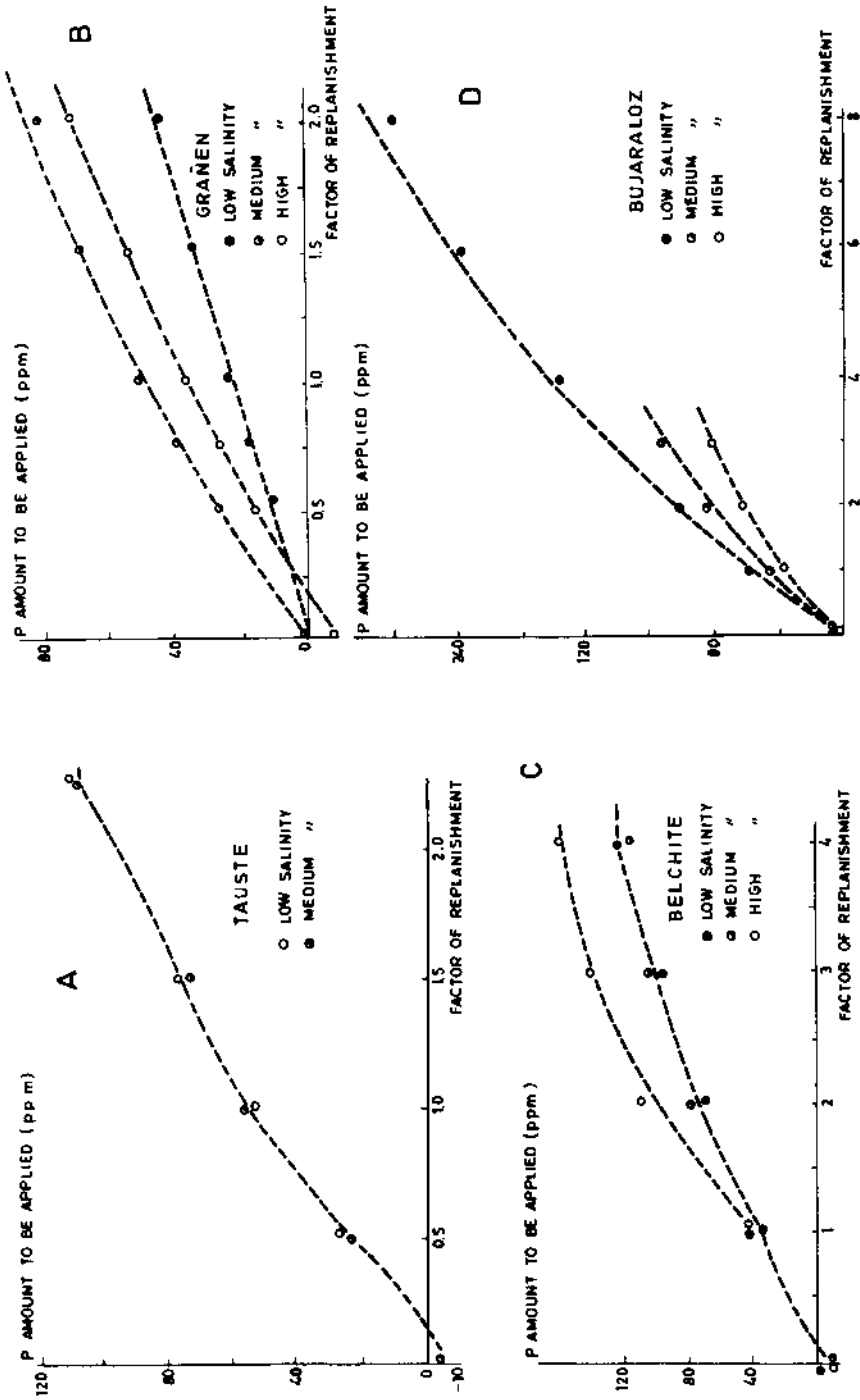 A
P AMOUNT TO BE APPLIED (ppm)
120
80
40
0
-10
0.5
1.0
1.5
2.0
TAUSTE
LOW SALINITY
MEDIUM "
FACTOR OF REPLANISHMENT
B
P AMOUNT TO BE APPLIED (ppm)
80
40
0
0.5
1.0
1.5
2.0
GRAÑEN
LOW SALINITY
MEDIUM "
HIGH "
FACTOR OF REPLANISHMENT
C
P AMOUNT TO BE APPLIED (ppm)
120
40
0
1
2
3
4
BELCHITE
LOW SALINITY
MEDIUM "
HIGH "
FACTOR OF REPLANISHMENT
D
P AMOUNT TO BE APPLIED (ppm)
240
120
80
2
4
6
8
BUJARALOZ
LOW SALINITY
MEDIUM "
HIGH "
FACTOR OF REPLANISHMENT